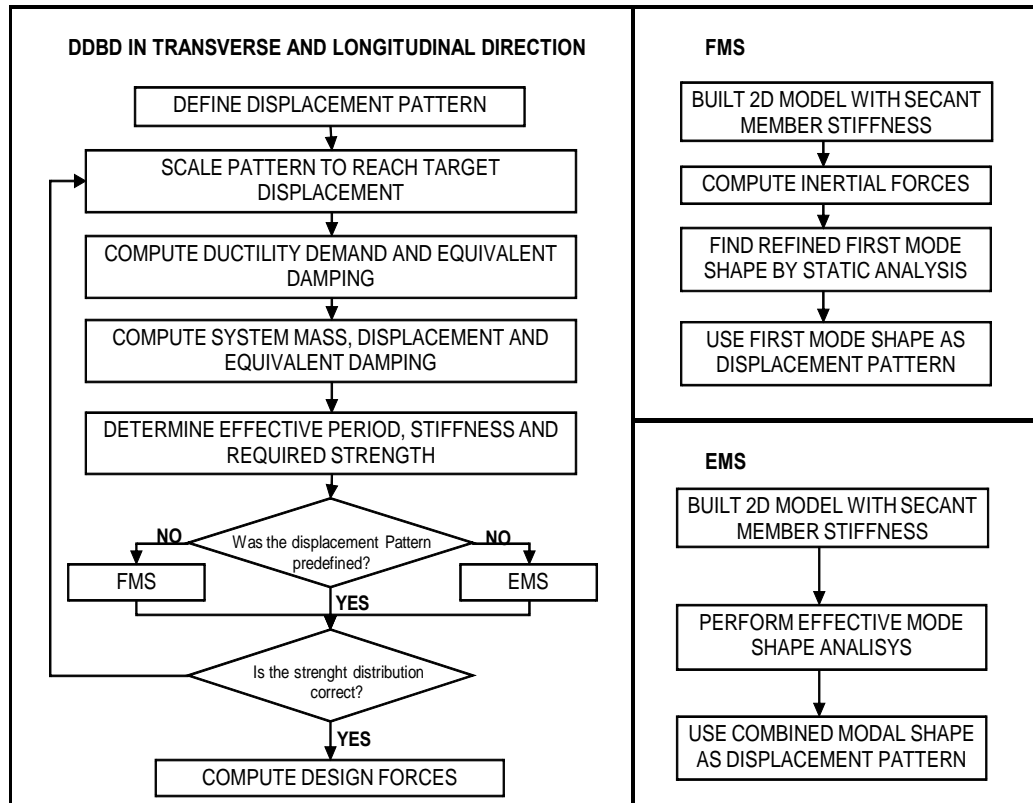 DDBD IN TRANSVERSE AND LONGITUDINAL DIRECTION
DEFINE DISPLACEMENT PATTERN
SCALE PATTERN TO REACH TARGET
DISPLACEMENT
COMPUTE DUCTILITY DEMAND AND EQUIVALENT
DAMPING
COMPUTE SYSTEM MASS, DISPLACEMENT AND
EQUIVALENT DAMPING
DETERMINE EFFECTIVE PERIOD, STIFFNESS AND
REQUIRED STRENGTH
NO
Was the displacement Pattern
predefined?
NO
FMS
EMS
YES
Is the strenght distribution
correct?
YES
COMPUTE DESIGN FORCES
FMS
BUILT 2D MODEL WITH SECANT
MEMBER STIFFNESS
COMPUTE INERTIAL FORCES
FIND REFINED FIRST MODE
SHAPE BY STATIC ANALYSIS
USE FIRST MODE SHAPE AS
DISPLACEMENT PATTERN
EMS
BUILT 2D MODEL WITH SECANT
MEMBER STIFFNESS
PERFORM EFFECTIVE MODE
SHAPE ANALISYS
USE COMBINED MODAL SHAPE
AS DISPLACEMENT PATTERN